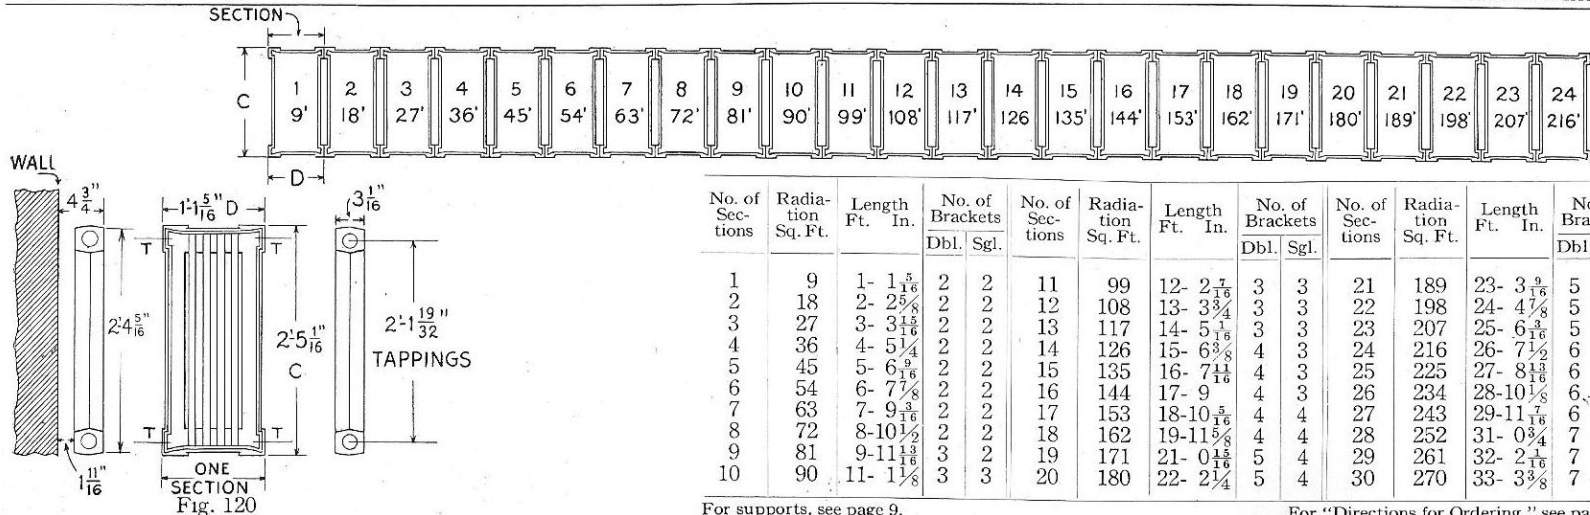 SECTION
1 2 3 4 5 6 7 8 9 10 11 12 13 14 15 16 17 18 19 20 21 22 23 24
9' 18' 27' 36' 45' 54' 63' 72' 81' 90' 99' 108' 117' 126 135' 144' 153' 162' 171' 180' 189' 198' 207' 216'
C
D
WALL
4 3/4" 1'-1 5/16" D 3 1/16"
T T
2'-4 5/16" 2'-5 1/16" C 2'-1 19/32" TAPPINGS
T T
1 11/16"
ONE SECTION
Fig. 120
No. of Sec- Radia- Length No. of No. of Radia- Length No. of No. of Radia- Length
tions tion Sq. Ft. Ft. In. Brackets Sec- tions tion Sq. Ft. Ft. In. Brackets Sec- tions tion Sq. Ft. Ft. In.
Dbl. Sgl. Dbl. Sgl. Dbl.
1 9 1- 1 5/16 2 2 11 99 12- 2 7/16 3 3 21 189 23- 3 9/16 5
2 18 2- 2 5/8 2 2 12 108 13- 3 3/4 3 3 22 198 24- 4 7/8 5
3 27 3- 3 15/16 2 2 13 117 14- 5 1/16 3 3 23 207 25- 6 3/16 5
4 36 4- 5 1/4 2 2 14 126 15- 6 3/8 4 3 24 216 26- 7 1/2 6
5 45 5- 6 9/16 2 2 15 135 16- 7 11/16 4 3 25 225 27- 8 13/16 6
6 54 6- 7 7/8 2 2 16 144 17- 9 4 3 26 234 28-10 1/8 6
7 63 7- 9 3/16 2 2 17 153 18-10 5/16 4 4 27 243 29-11 7/16 6
8 72 8-10 1/2 2 2 18 162 19-11 5/8 4 4 28 252 31- 0 3/4 7
9 81 9-11 13/16 3 2 19 171 21- 0 15/16 5 4 29 261 32- 2 1/16 7
10 90 11- 1 1/8 3 3 20 180 22- 2 1/4 5 4 30 270 33- 3 3/8 7
For supports, see page 9.
For "Directions for Ordering," see